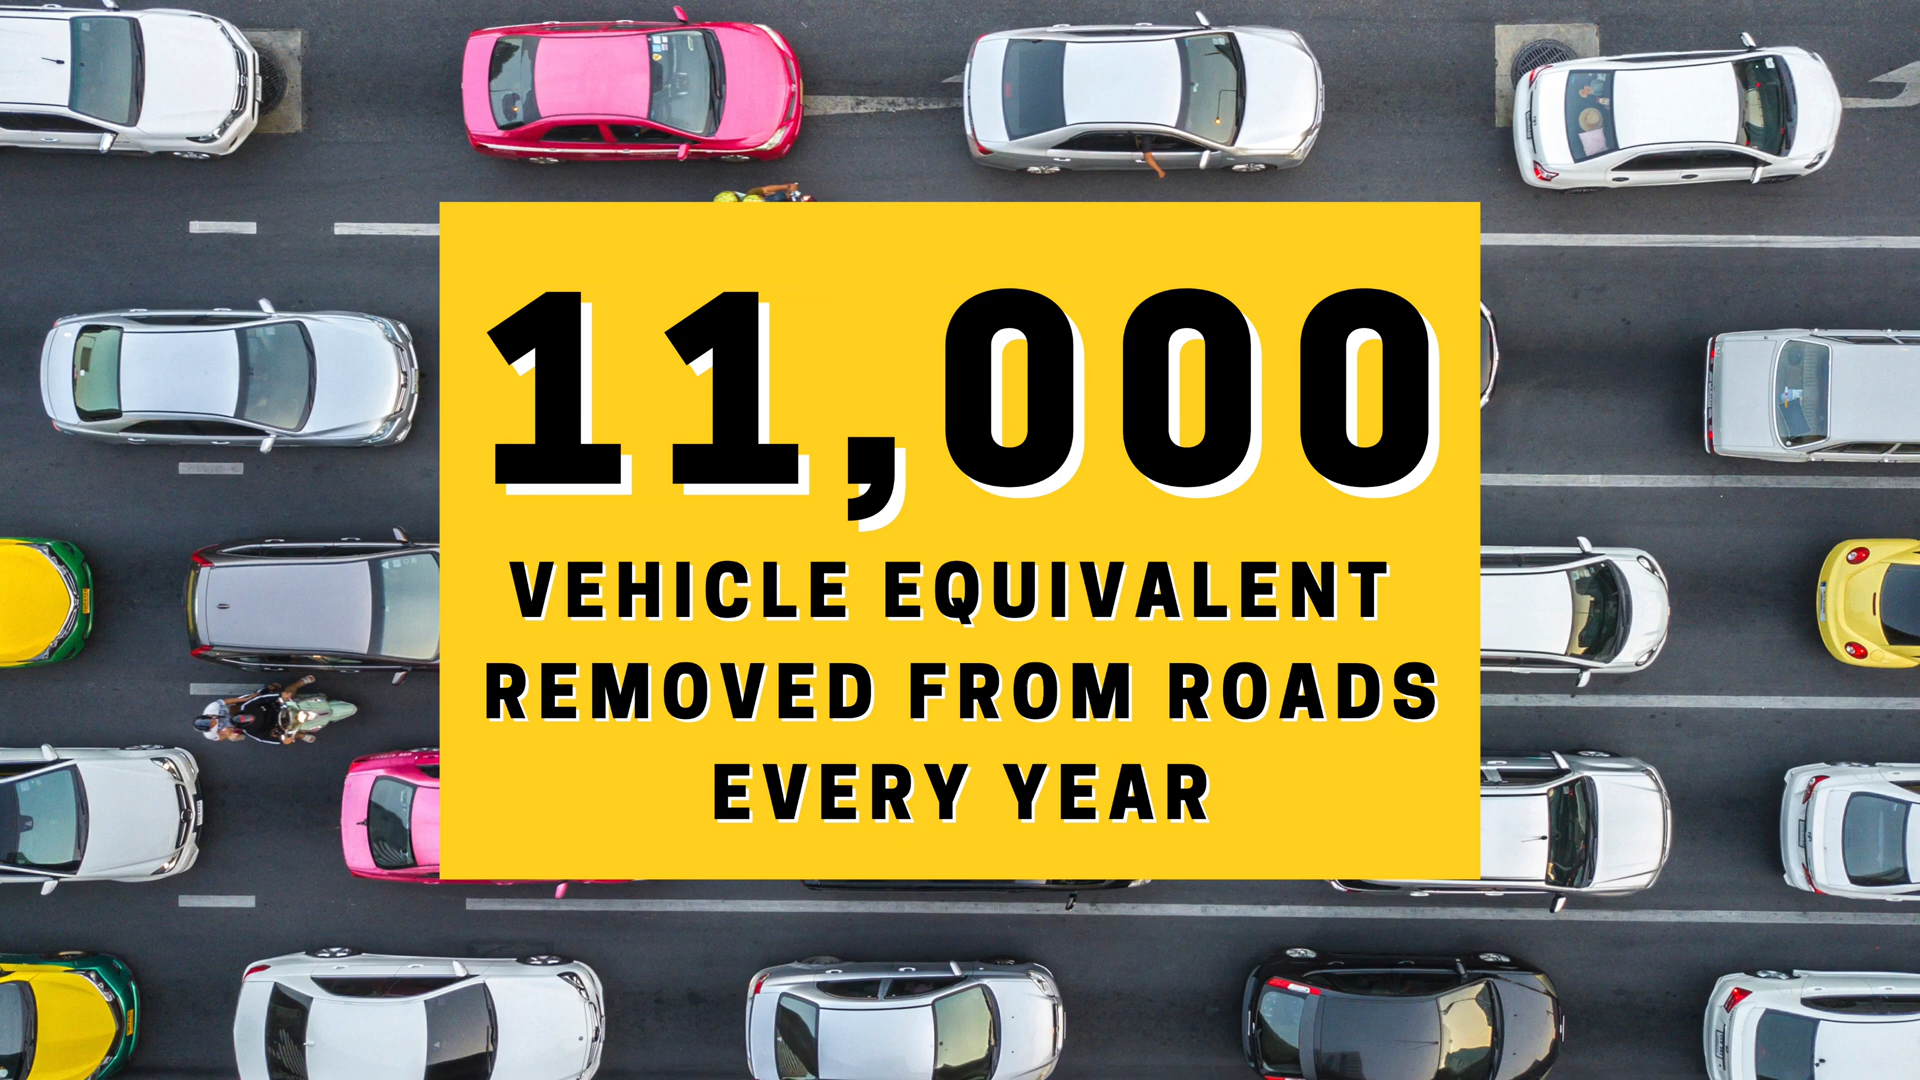 11,000
VEHICLE EQUIVALENT
REMOVED FROM ROADS
EVERY YEAR